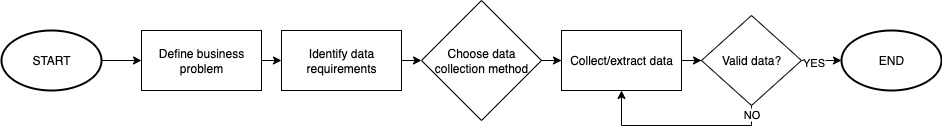 START
Define business
problem
Identify data
requirements
Choose data
collection method
Collect/extract data
Valid data?
YES
END
NO